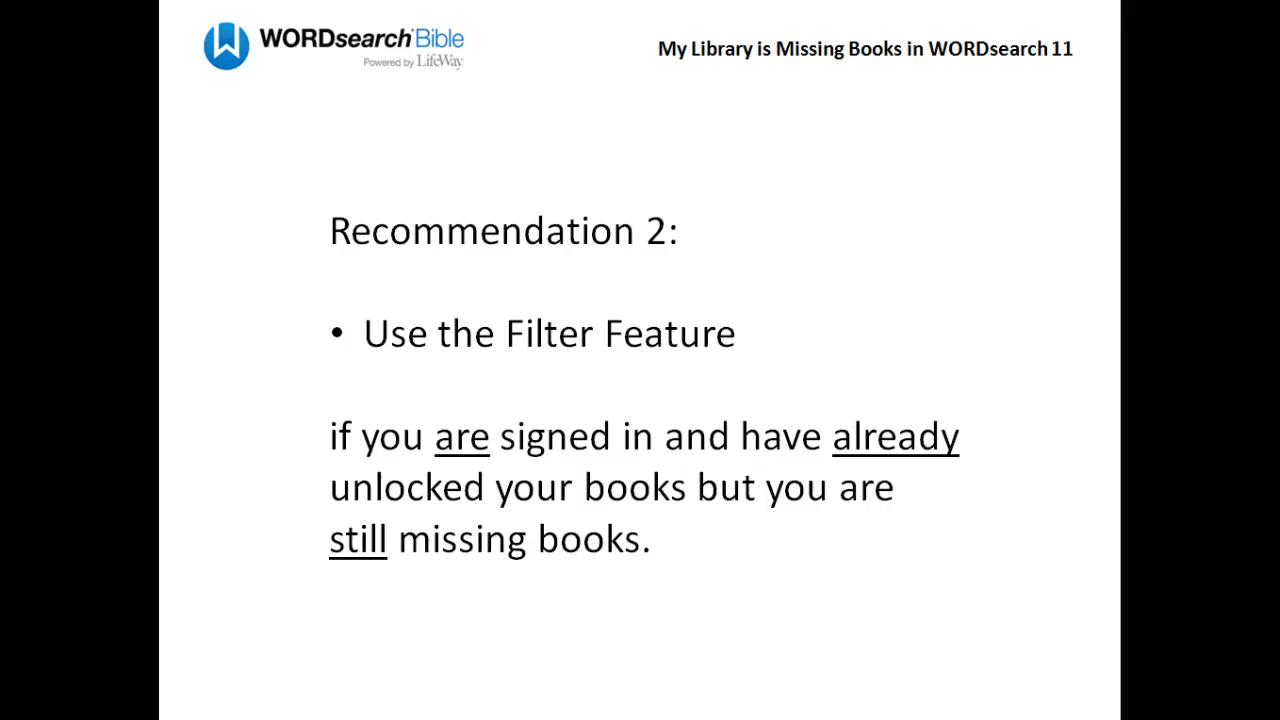 WORDsearch Bible
Powered by LifeWay
My Library is Missing Books in WORDsearch 11
Recommendation 2:
• Use the Filter Feature
if you are signed in and have already
unlocked your books but you are
still missing books.